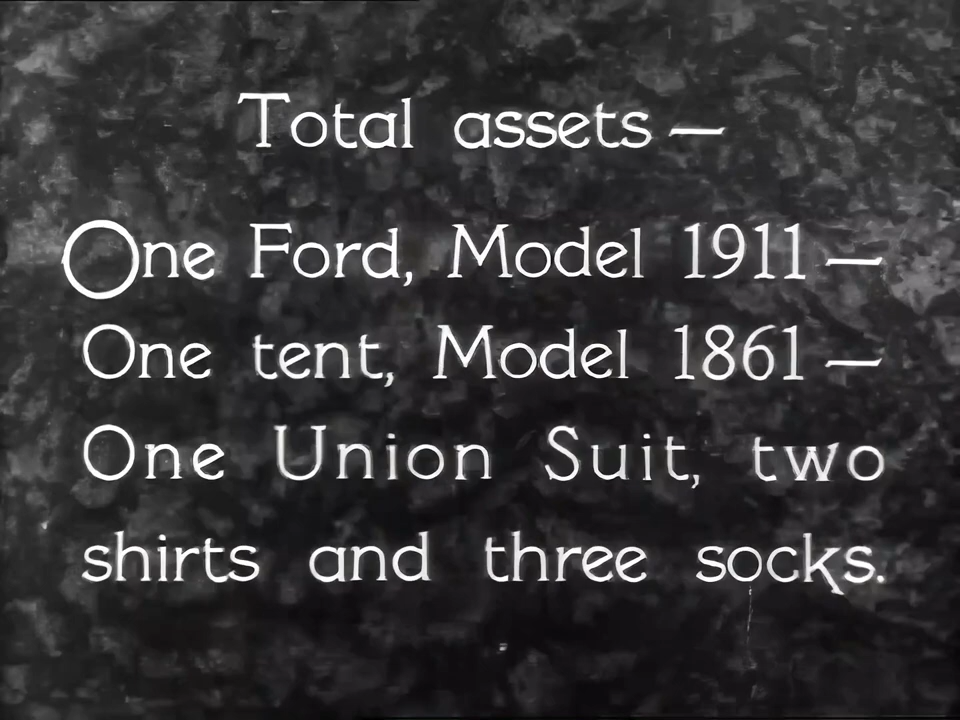 Total assets —
One Ford, Model 1911 —
One tent, Model 1861 —
One Union Suit, two
shirts and three socks.